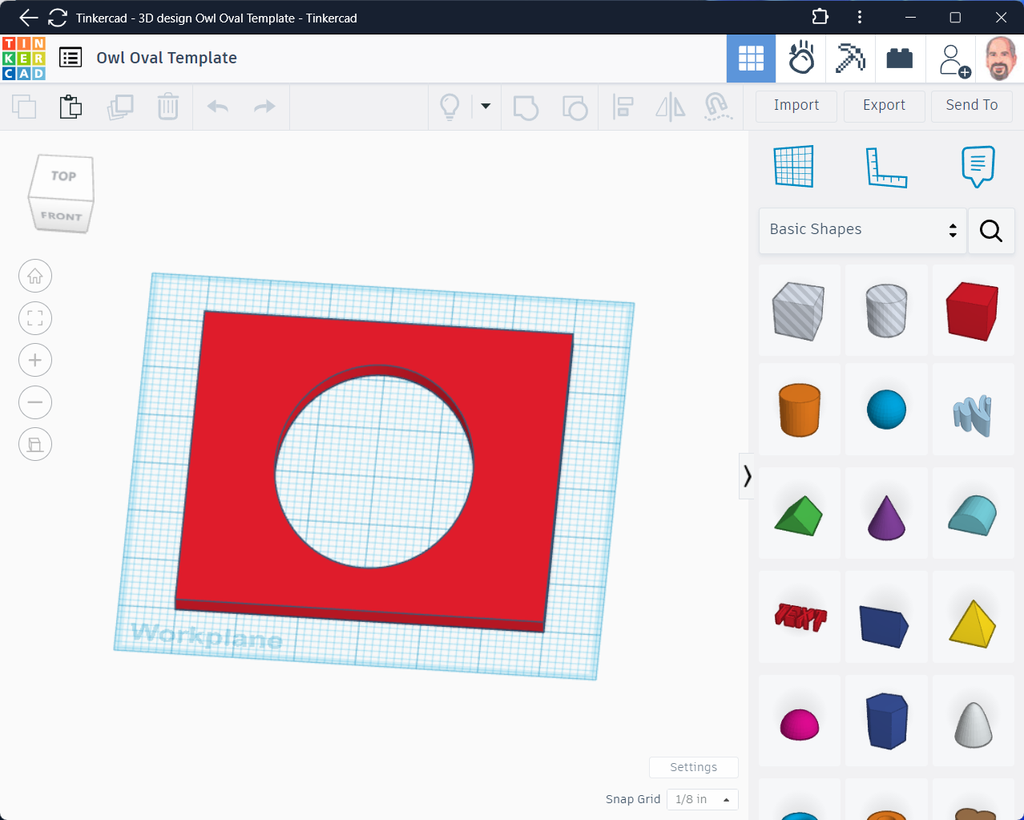 Tinkercad - 3D design Owl Oval Template - Tinkercad
TIN
KER
CAD
Owl Oval Template
Import
Export
Send To
TOP
FRONT
Basic Shapes
Workplane
TEXT
Settings
Snap Grid
1/8 in